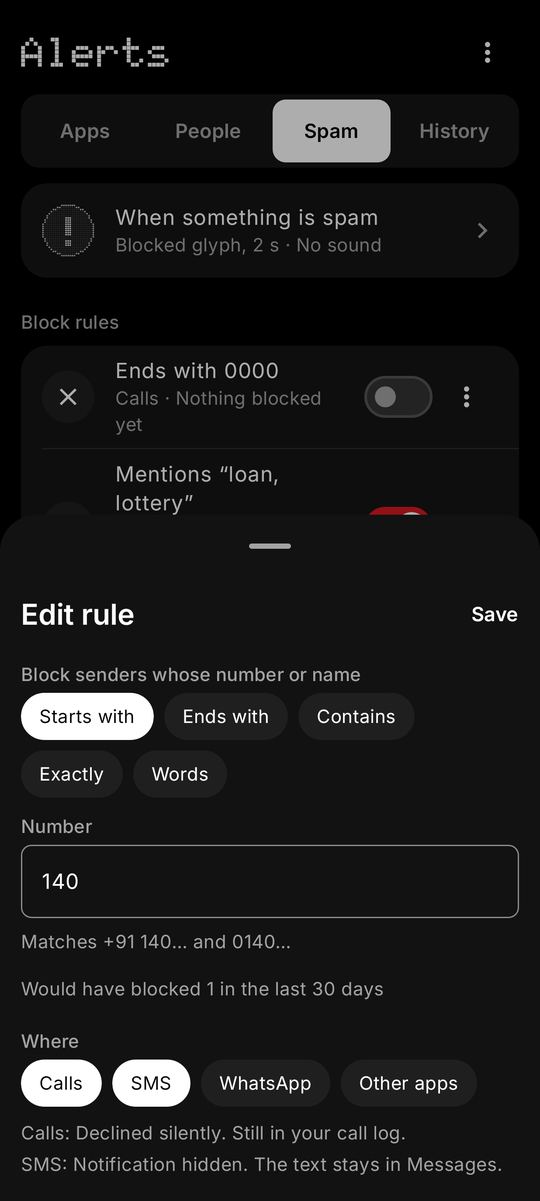 Alerts
Apps People Spam History
When something is spam
Blocked glyph, 2 s · No sound
Block rules
Ends with 0000
Calls · Nothing blocked
yet
Mentions “loan,
lottery”
Edit rule
Save
Block senders whose number or name
Starts with Ends with Contains
Exactly Words
Number
140
Matches +91 140… and 0140…
Would have blocked 1 in the last 30 days
Where
Calls SMS WhatsApp Other apps
Calls: Declined silently. Still in your call log.
SMS: Notification hidden. The text stays in Messages.